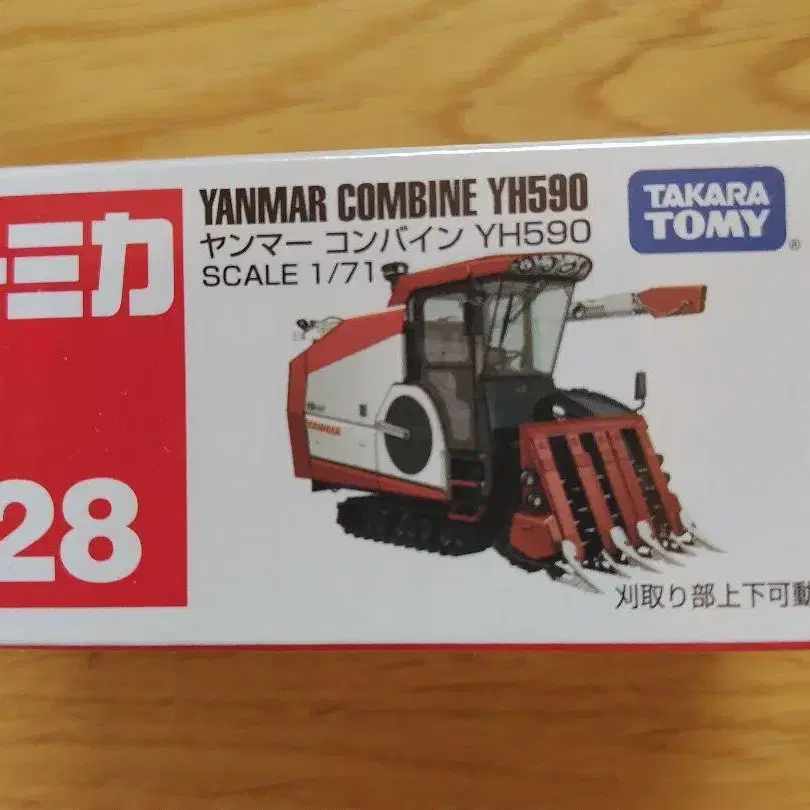 トミカ
28
YANMAR COMBINE YH590
ヤンマー コンバイン YH590
SCALE 1/71
TAKARA
TOMY
®
YANMAR
刈取り部上下可動